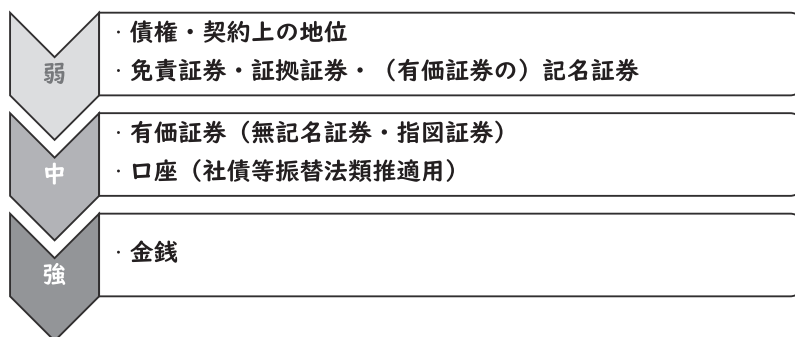 弱
・債権・契約上の地位
・免責証券・証拠証券・（有価証券の）記名証券
中
・有価証券（無記名証券・指図証券）
・口座（社債等振替法類推適用）
強
・金銭